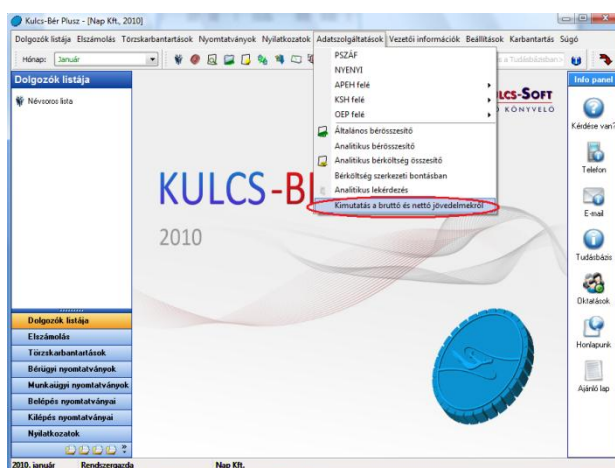 Kulcs-Bér Plusz - [Nap Kft., 2010]
Dolgozók listája Elszámolás Törzskarbantartások Nyomtatványok Nyilatkozatok Adatszolgáltatások Vezetői információk Beállítások Karbantartás Súgó
Hónap: Január
a Tudásbázisban>
Dolgozók listája
Névsoros lista
PSZÁF
NYENYI
APEH felé
KSH felé
OEP felé
Általános bérösszesítő
Analitikus bérösszesítő
Analitikus bérköltség összesítő
Bérköltség szerkezeti bontásban
Analitikus lekérdezés
Kimutatás a bruttó és nettó jövedelmekről
LCS-SOFT
KÖNYVELŐ
KULCS-BÉ
2010
Info panel
Kérdése van?
Telefon
E-mail
Tudásbázis
Oktatások
Honlapunk
Ajánló lap
Dolgozók listája
Elszámolás
Törzskarbantartások
Bérügyi nyomtatványok
Munkaügyi nyomtatványok
Belépés nyomtatványai
Kilépés nyomtatványai
Nyilatkozatok
2010. január Rendszergazda Nap Kft.